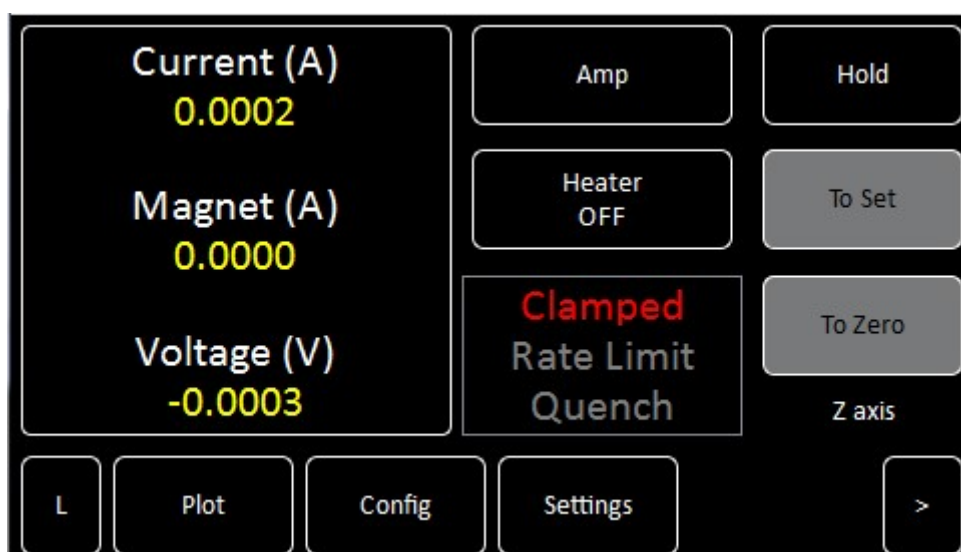 Current (A)
0.0002
Magnet (A)
0.0000
Voltage (V)
-0.0003
Amp
Hold
Heater
OFF
To Set
Clamped
Rate Limit
Quench
To Zero
Z axis
L
Plot
Config
Settings
>